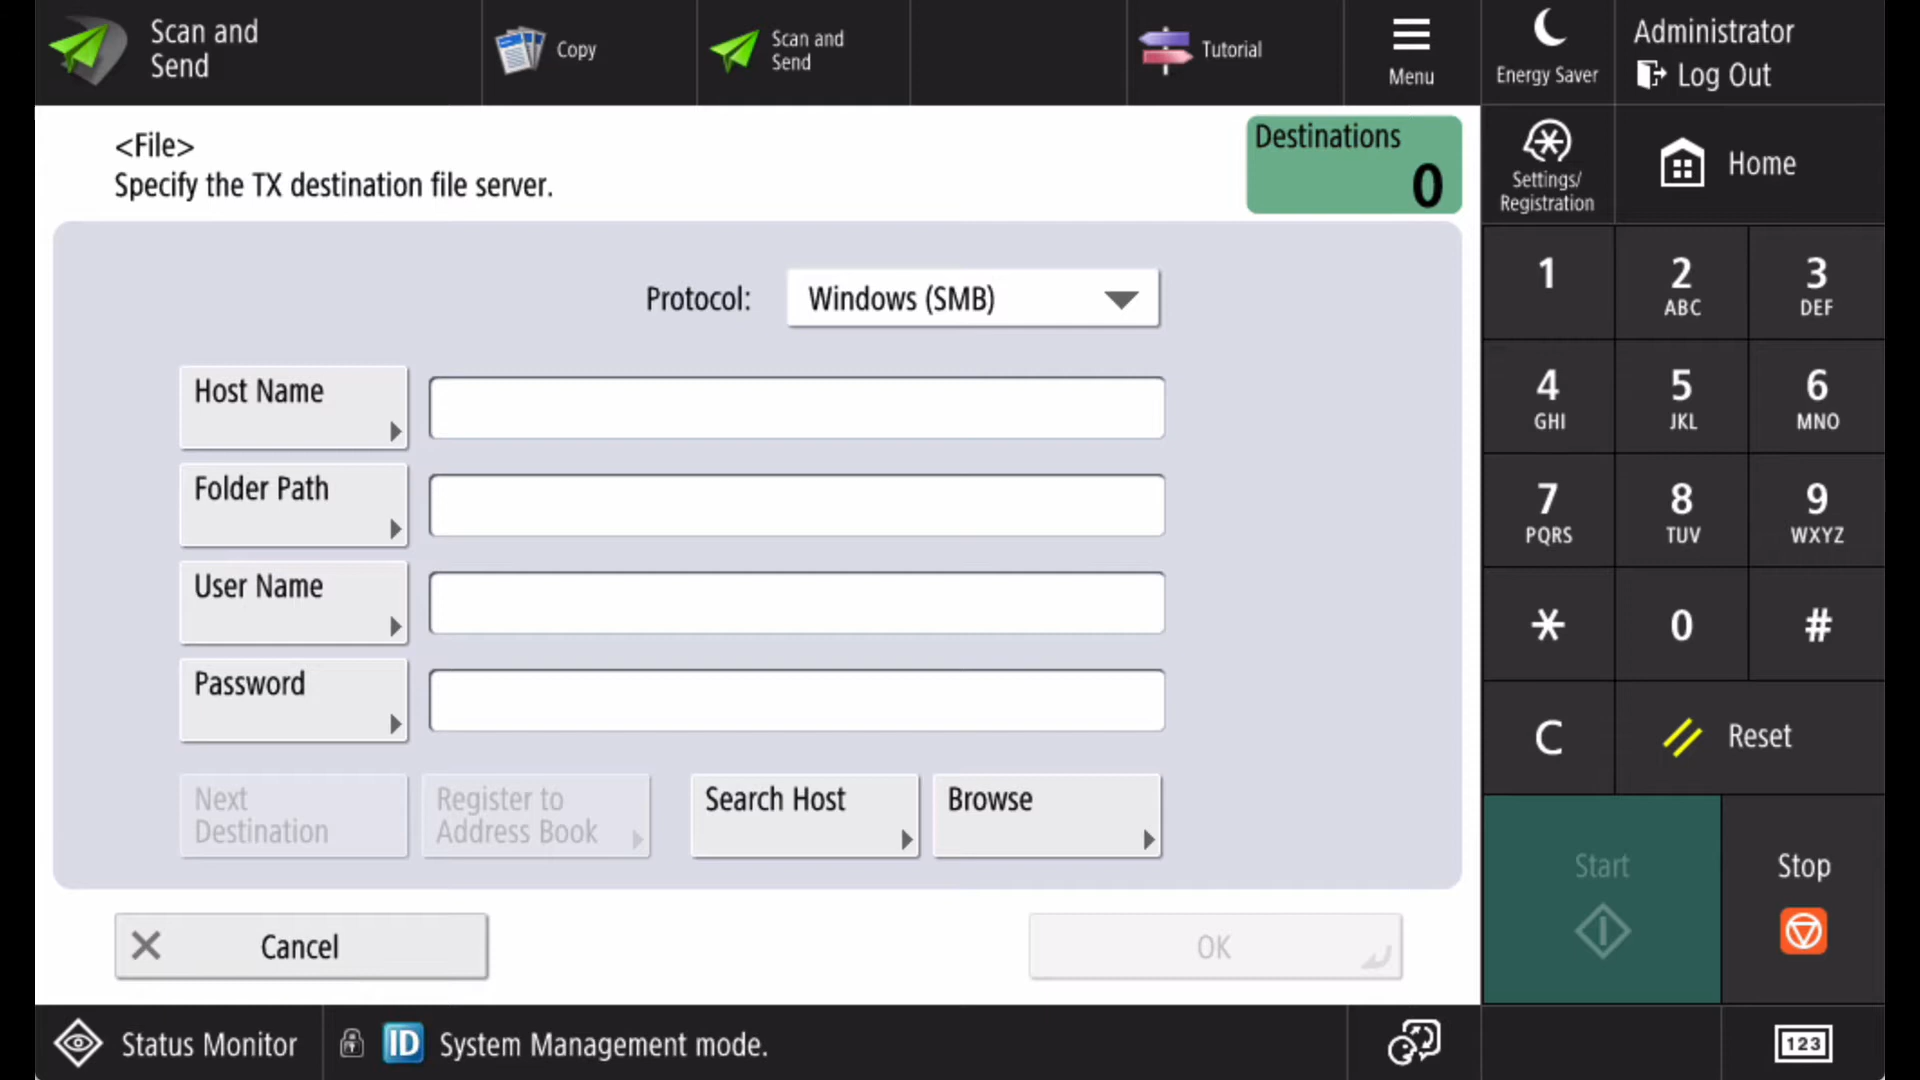 Scan and
Send
Copy
Scan and
Send
Tutorial
Menu
Energy Saver
Administrator
Log Out
<File>
Specify the TX destination file server.
Destinations
0
Settings/
Registration
Home
Protocol:
Windows (SMB)
Host Name
Folder Path
User Name
Password
Next
Destination
Register to
Address Book
Search Host
Browse
Cancel
OK
1
2
ABC
3
DEF
4
GHI
5
JKL
6
MNO
7
PQRS
8
TUV
9
WXYZ
*
0
#
C
Reset
Start
Stop
Status Monitor
ID
System Management mode.
123